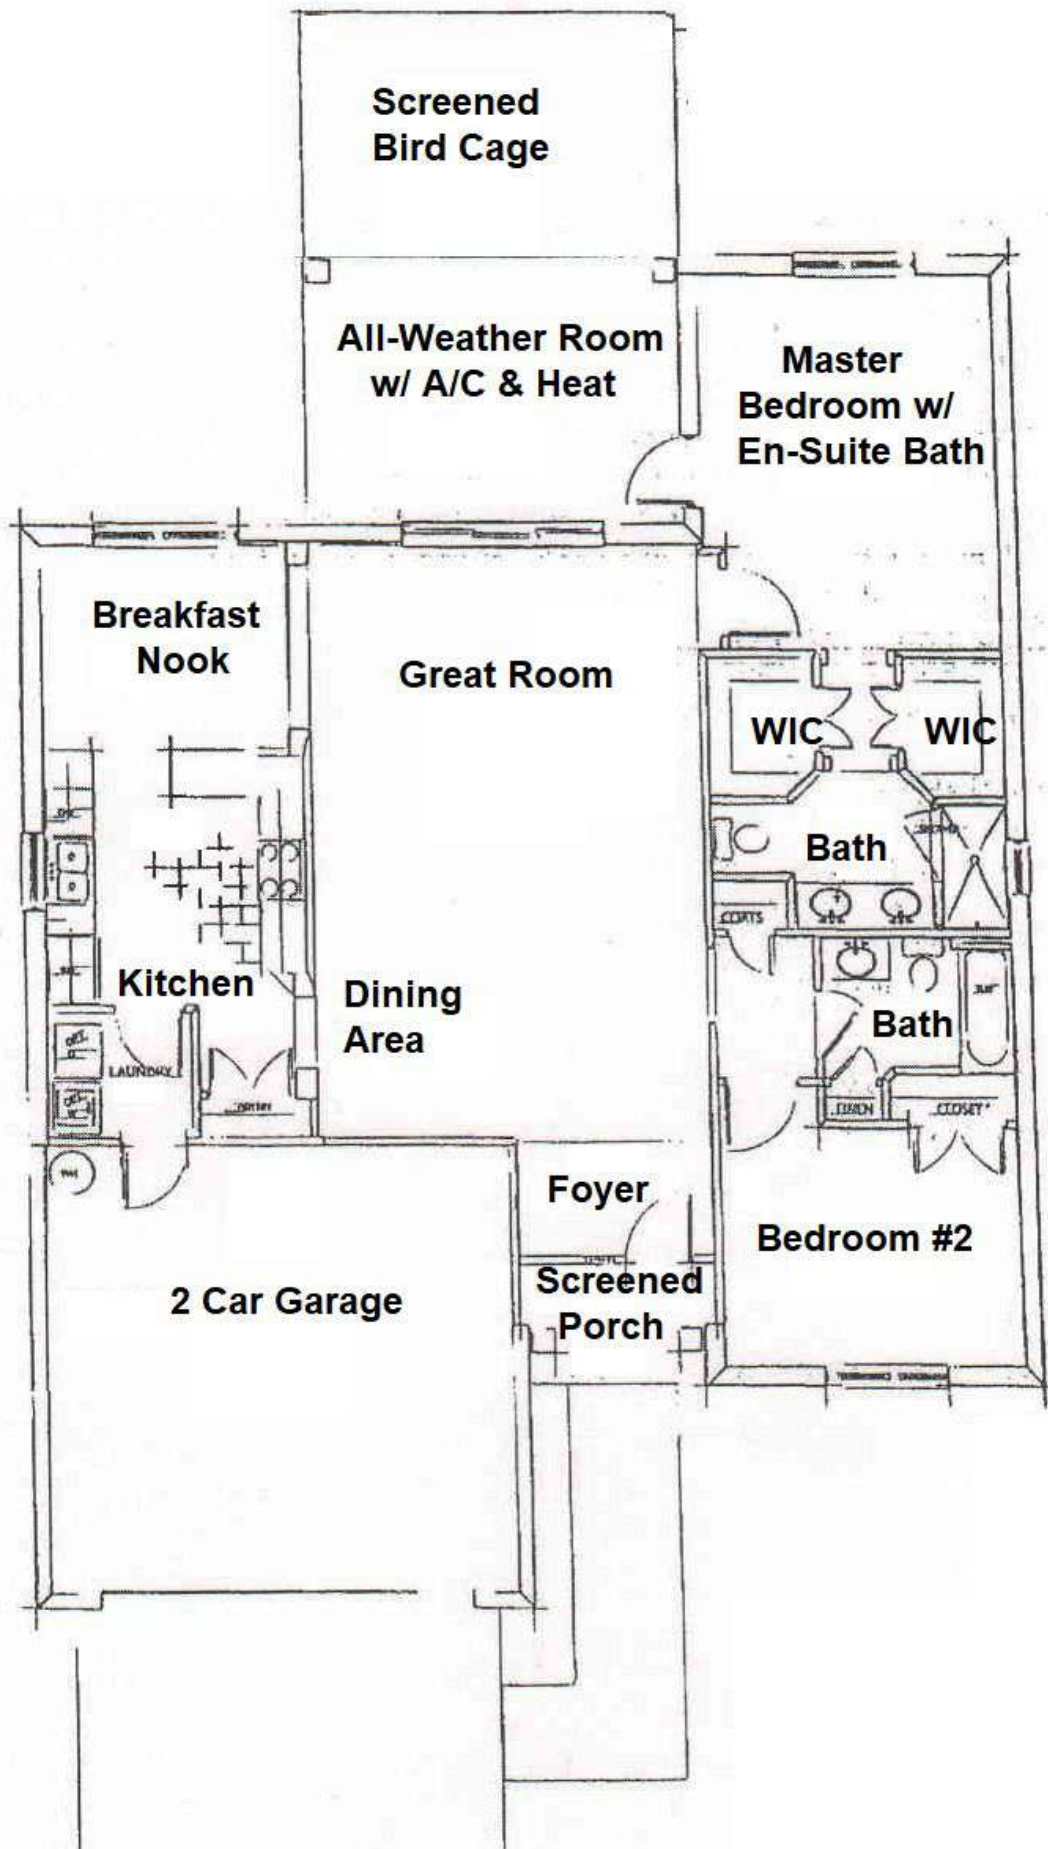 Screened
Bird Cage
All-Weather Room
w/ A/C & Heat
Master
Bedroom w/
En-Suite Bath
Breakfast
Nook
Great Room
WIC
WIC
Bath
COATS
Kitchen
Dining
Area
Bath
LAUNDRY
PANTRY
LINEN
CLOSET
Foyer
Bedroom #2
Screened
Porch
2 Car Garage